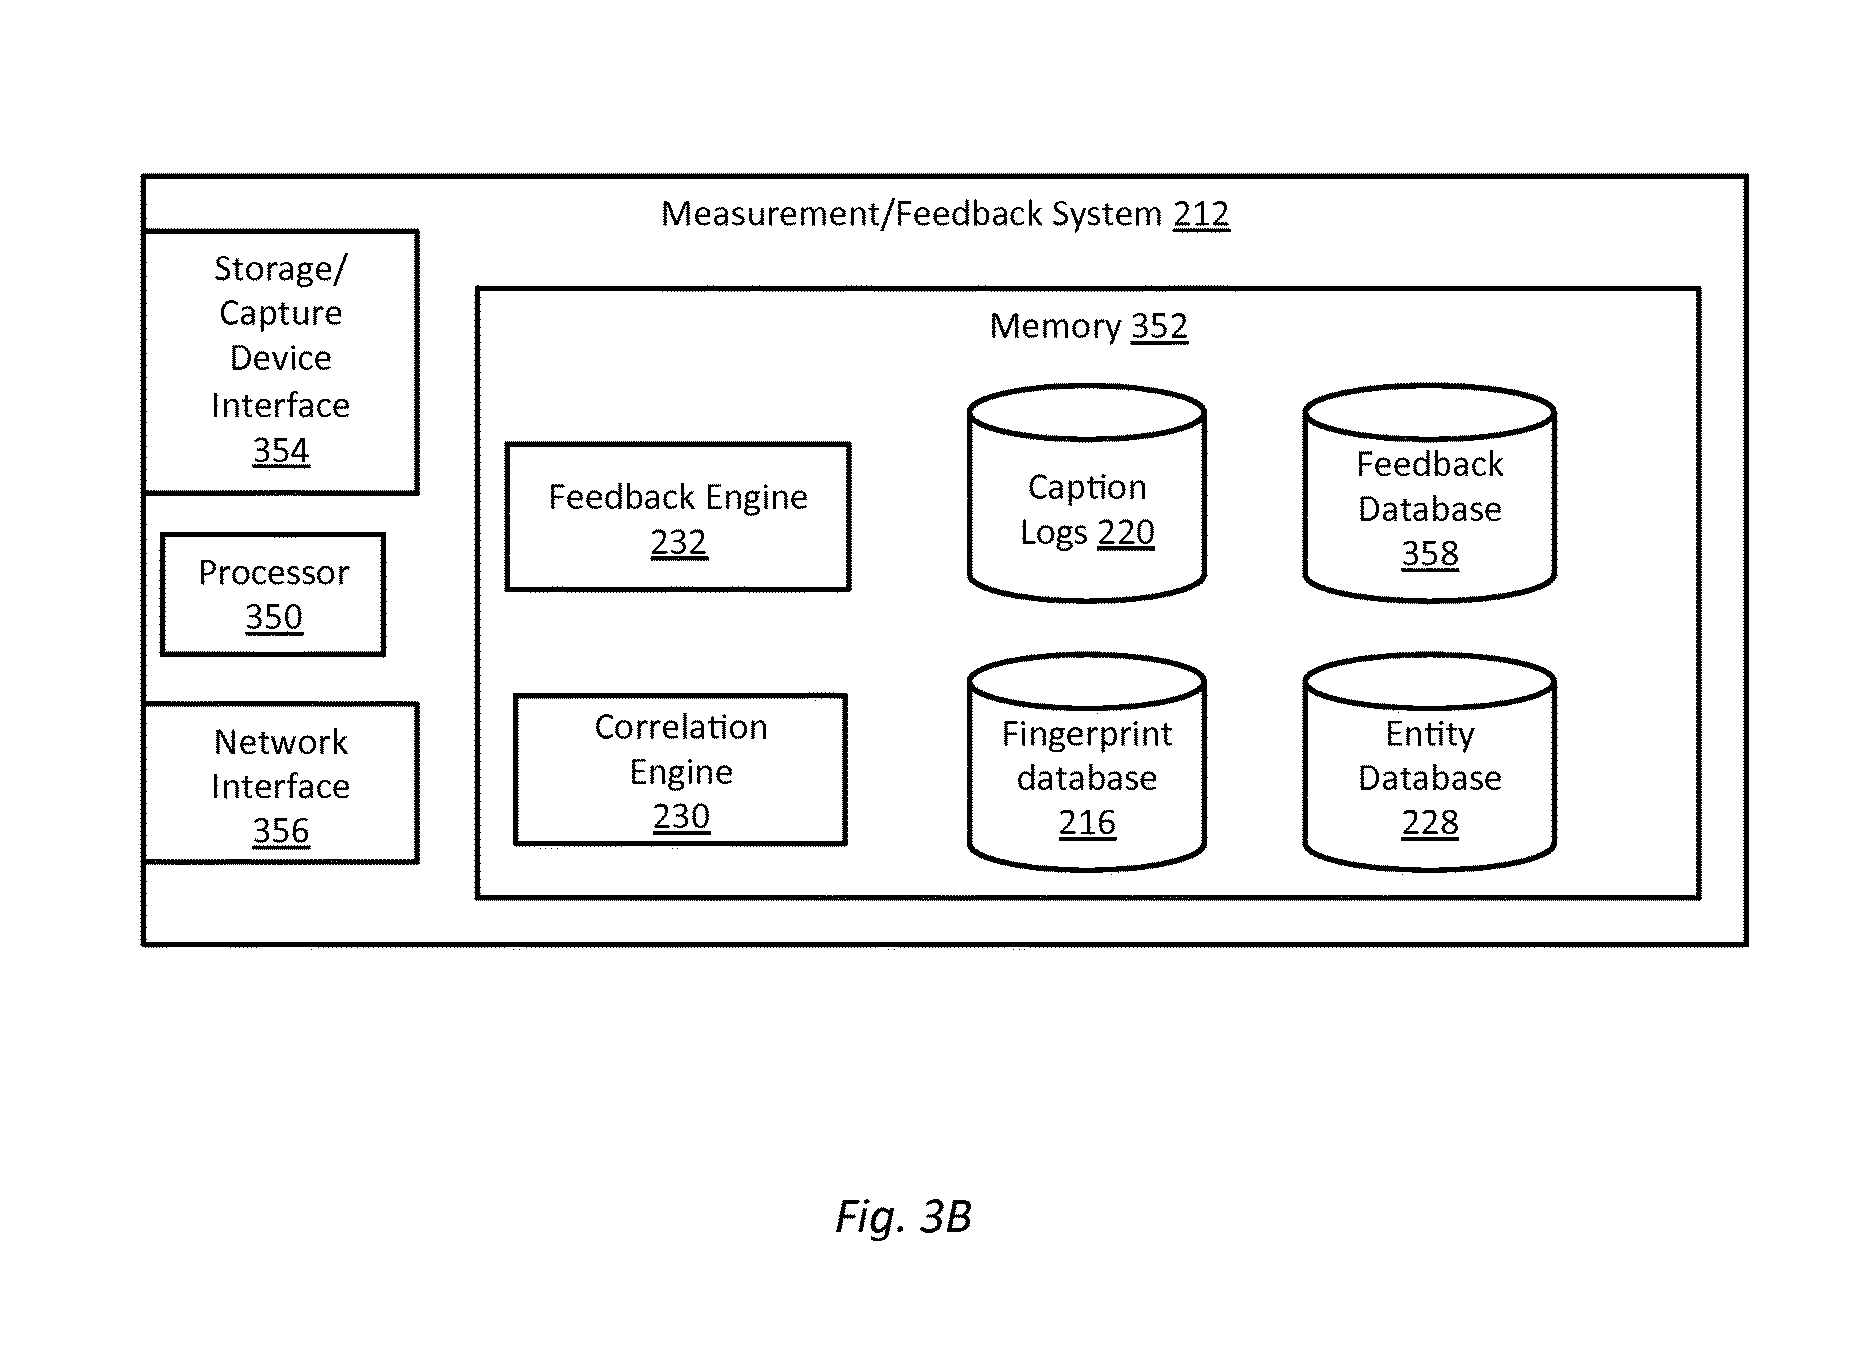 Measurement/Feedback System 212
Storage/
Capture
Device
Interface
354
Processor
350
Network
Interface
356
Memory 352
Feedback Engine
232
Correlation
Engine
230
Caption
Logs 220
Feedback
Database
358
Fingerprint
database
216
Entity
Database
228
Fig. 3B